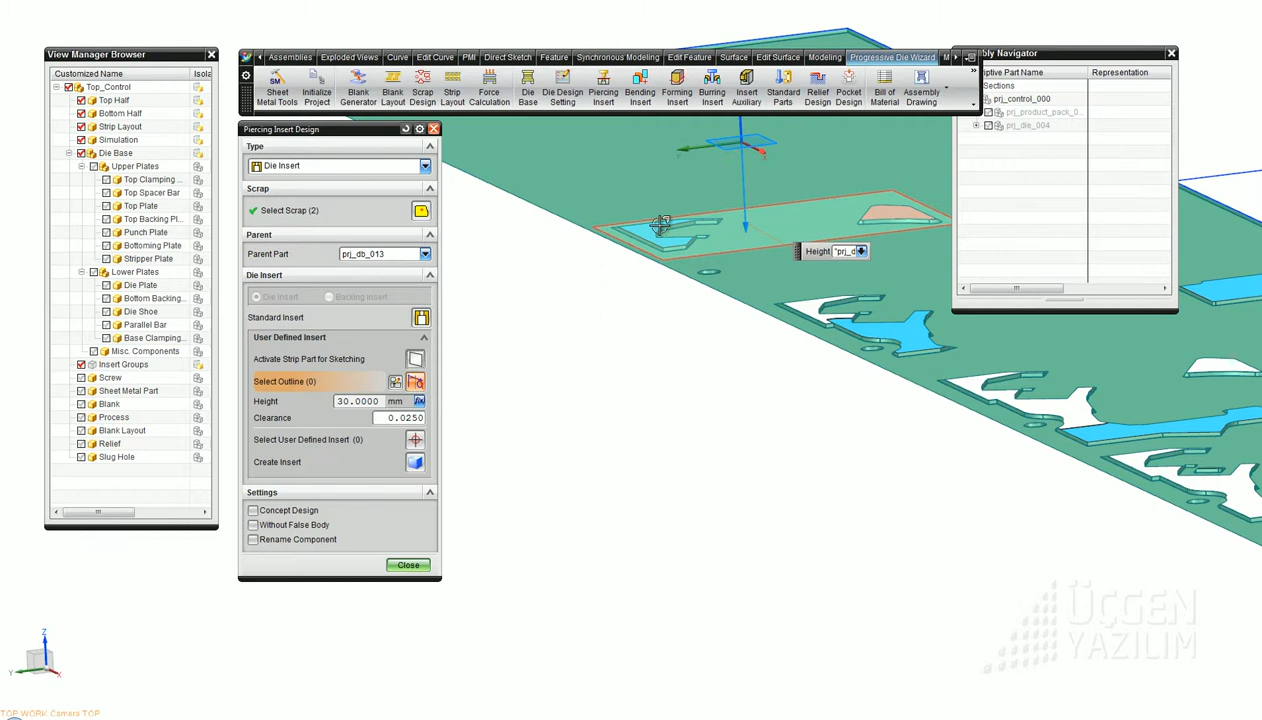 View Manager Browser
Customized Name
Isola
Top_Control
Top Half
Bottom Half
Strip Layout
Simulation
Die Base
Upper Plates
Top Clamping ...
Top Spacer Bar
Top Plate
Top Backing Pl...
Punch Plate
Bottoming Plate
Stripper Plate
Lower Plates
Die Plate
Bottom Backing...
Die Shoe
Parallel Bar
Base Clamping...
Misc. Components
Insert Groups
Screw
Sheet Metal Part
Blank
Process
Blank Layout
Relief
Slug Hole
Assemblies
Exploded Views
Curve
Edit Curve
PMI
Direct Sketch
Feature
Synchronous Modeling
Edit Feature
Surface
Edit Surface
Modeling
Progressive Die Wizard
M
SM Metal Tools
Initialize Project
Blank Generator
Blank Layout
Scrap Design
Strip Layout
Force Calculation
Die Base
Die Design Setting
Piercing Insert
Bending Insert
Forming Insert
Burring Insert
Insert Auxiliary
Standard Parts
Relief Design
Pocket Design
Bill of Material
Assembly Drawing
Piercing Insert Design
Type
Die Insert
Scrap
Select Scrap (2)
Parent
Parent Part
prj_db_013
Die Insert
Die Insert
Backing Insert
Standard Insert
User Defined Insert
Activate Strip Part for Sketching
Select Outline (0)
Height
30.0000
mm
Clearance
0.0250
Select User Defined Insert (0)
Create Insert
Settings
Concept Design
Without False Body
Rename Component
Close
Height
"prj_d
bly Navigator
iptive Part Name
Representation
Sections
prj_control_000
prj_product_pack_0...
prj_die_004
ÜÇGEN
YAZILIM
Z
Y
X
TOP WORK Camera TOP